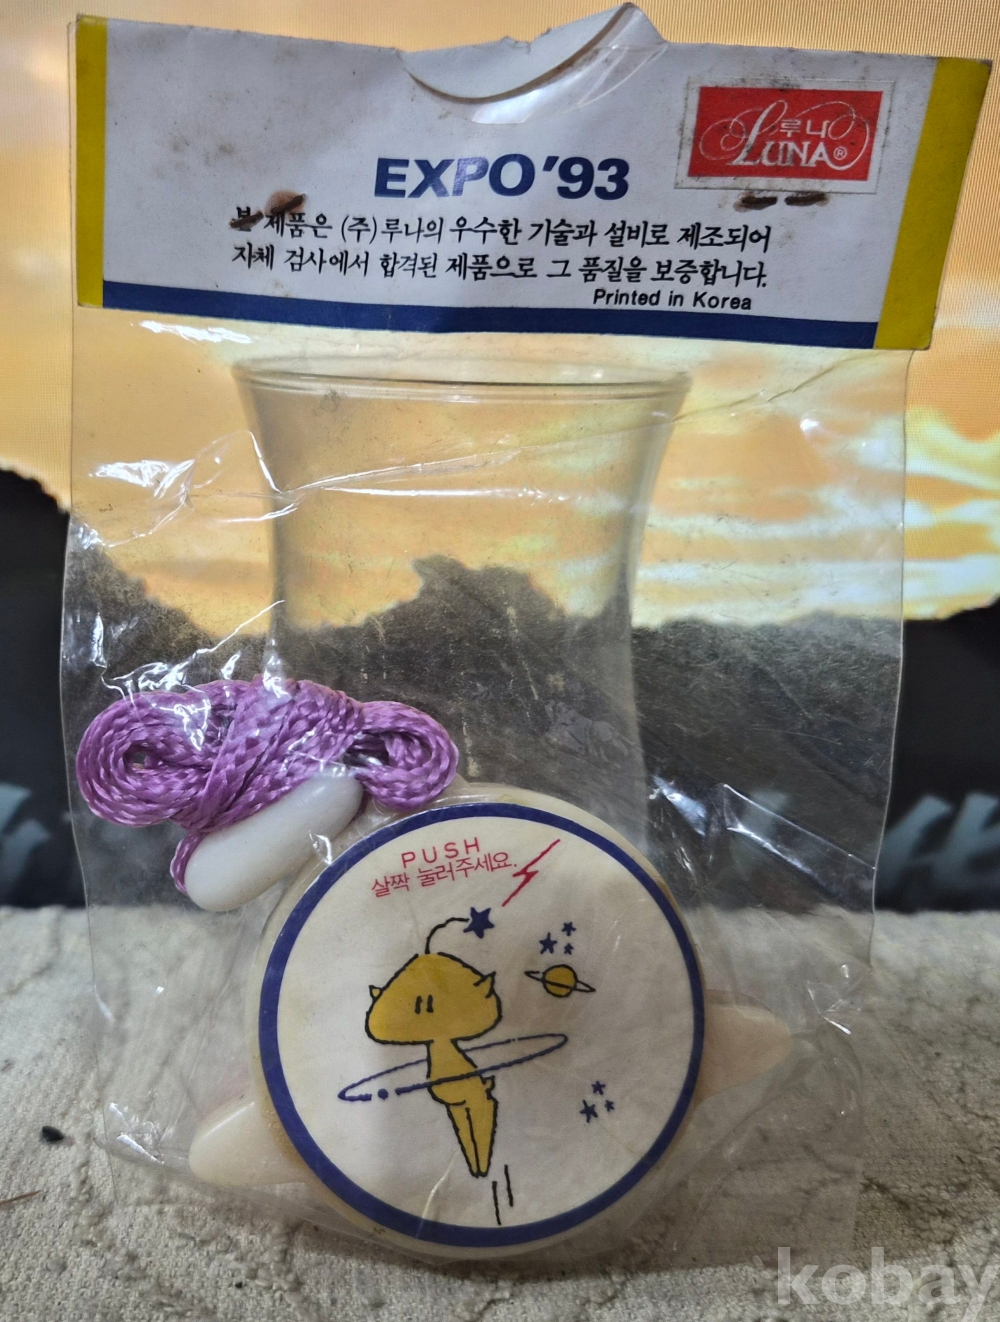 루나
LUNA®
EXPO '93
본 제품은 (주)루나의 우수한 기술과 설비로 제조되어
자체 검사에서 합격된 제품으로 그 품질을 보증합니다.
Printed in Korea
PUSH
살짝 눌러주세요.
kobay